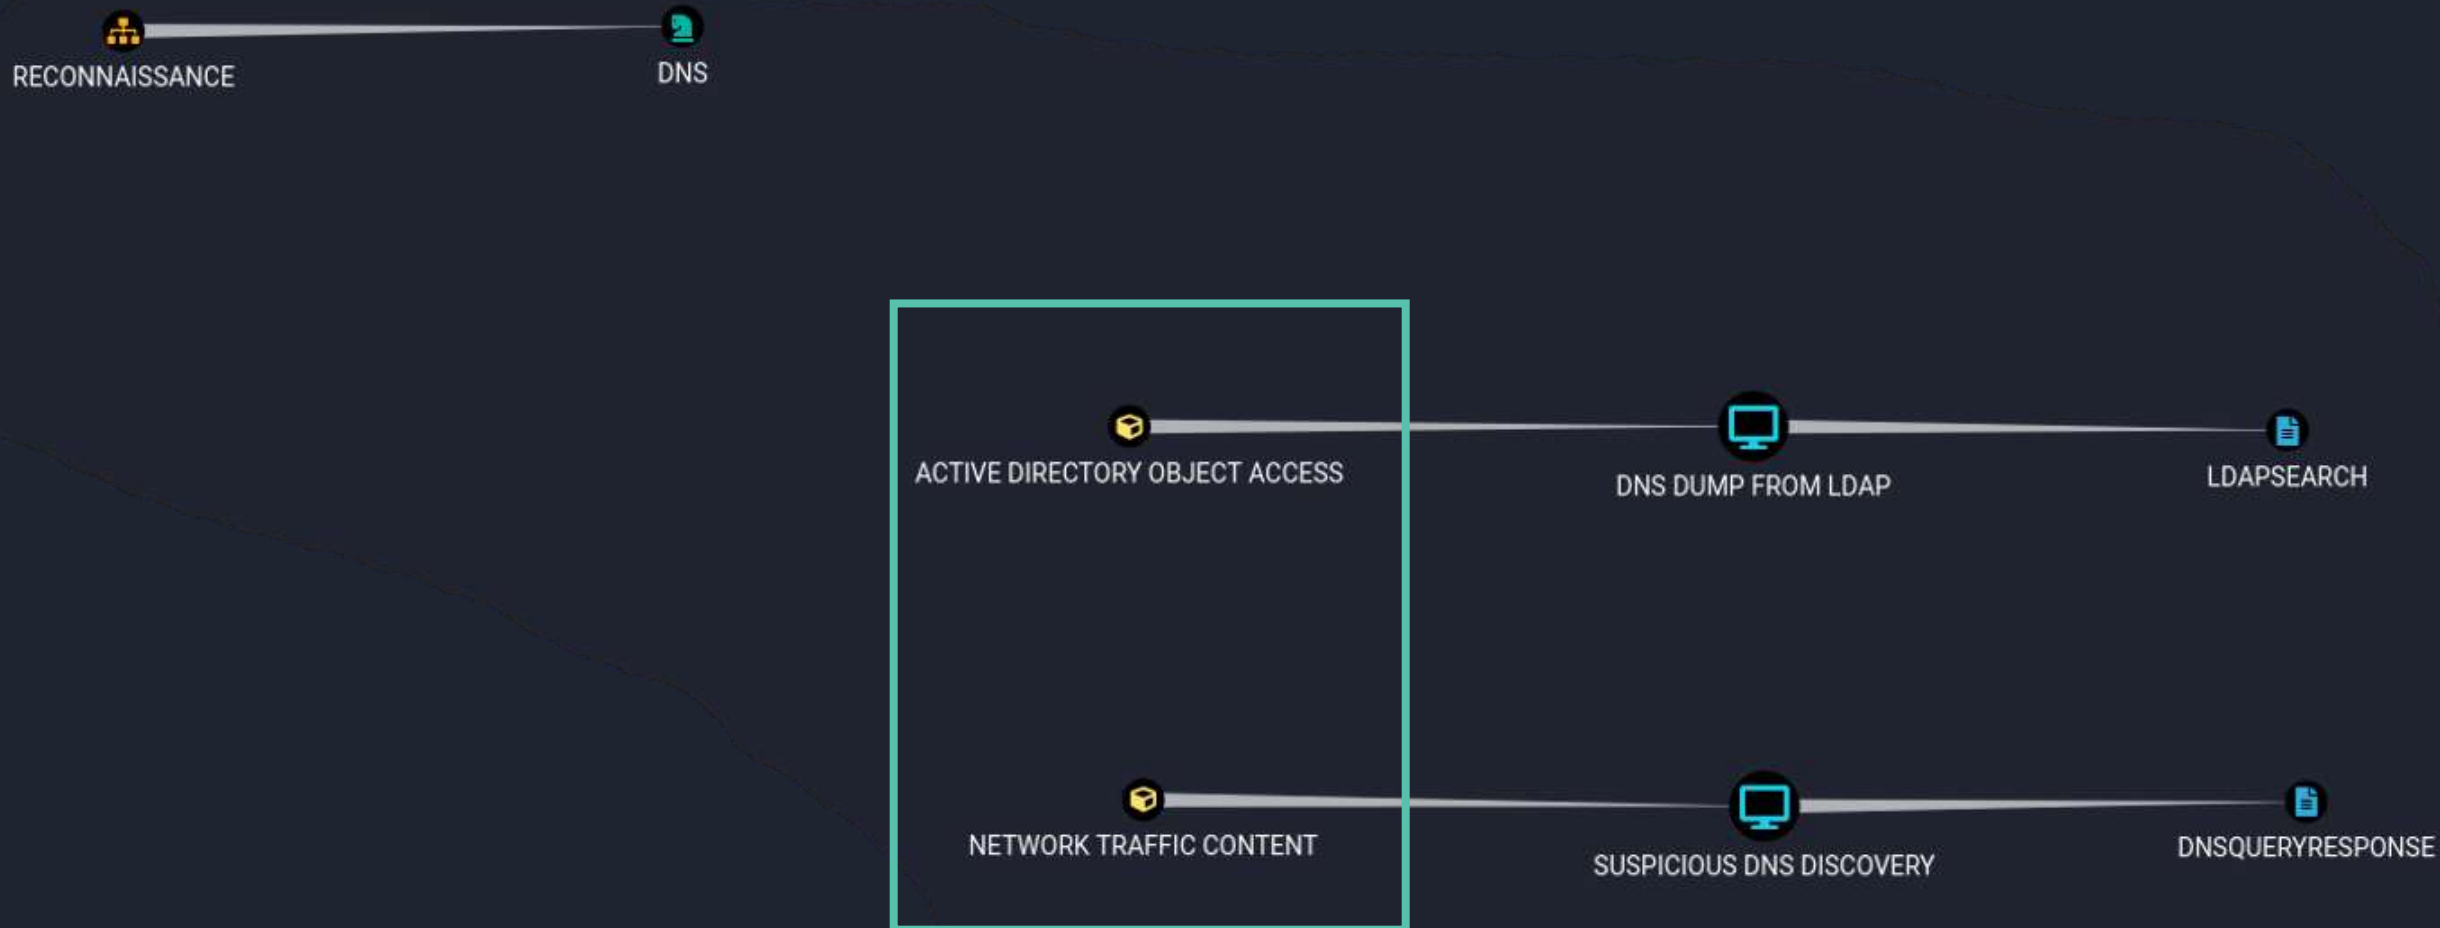 RECONNAISSANCE
DNS
ACTIVE DIRECTORY OBJECT ACCESS
DNS DUMP FROM LDAP
LDAPSEARCH
NETWORK TRAFFIC CONTENT
SUSPICIOUS DNS DISCOVERY
DNSQUERYRESPONSE